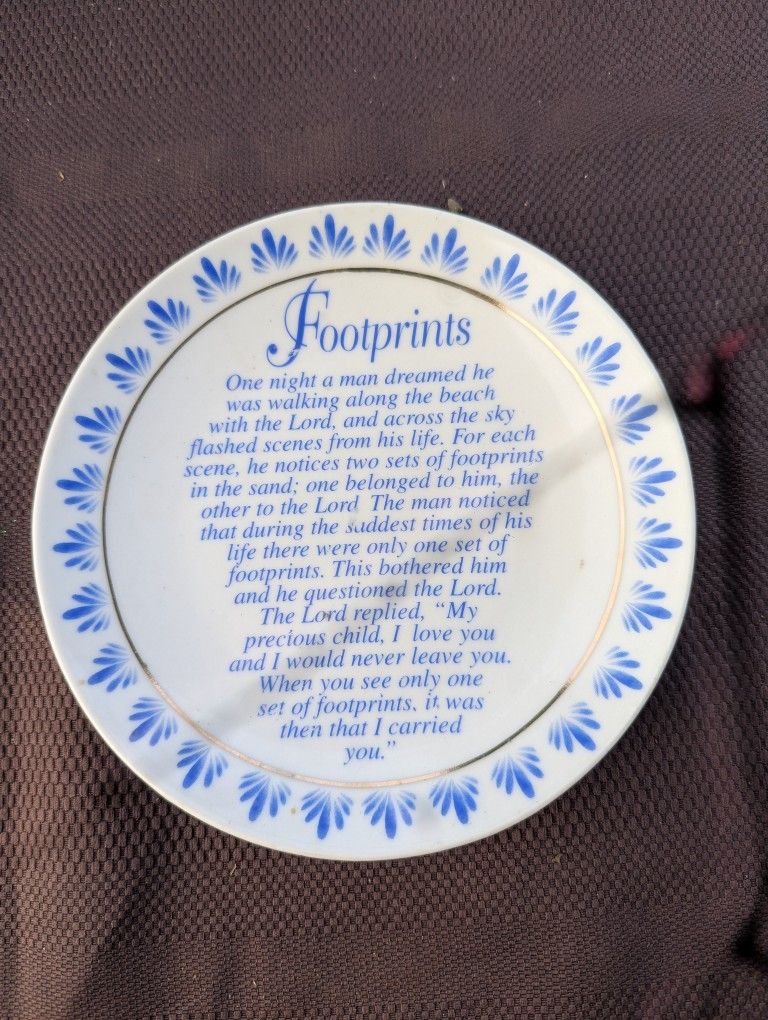 Footprints
One night a man dreamed he
was walking along the beach
with the Lord, and across the sky
flashed scenes from his life. For each
scene, he notices two sets of footprints
in the sand; one belonged to him, the
other to the Lord The man noticed
that during the saddest times of his
life there were only one set of
footprints. This bothered him
and he questioned the Lord.
The Lord replied, “My
precious child, I love you
and I would never leave you.
When you see only one
set of footprints, it was
then that I carried
you.”